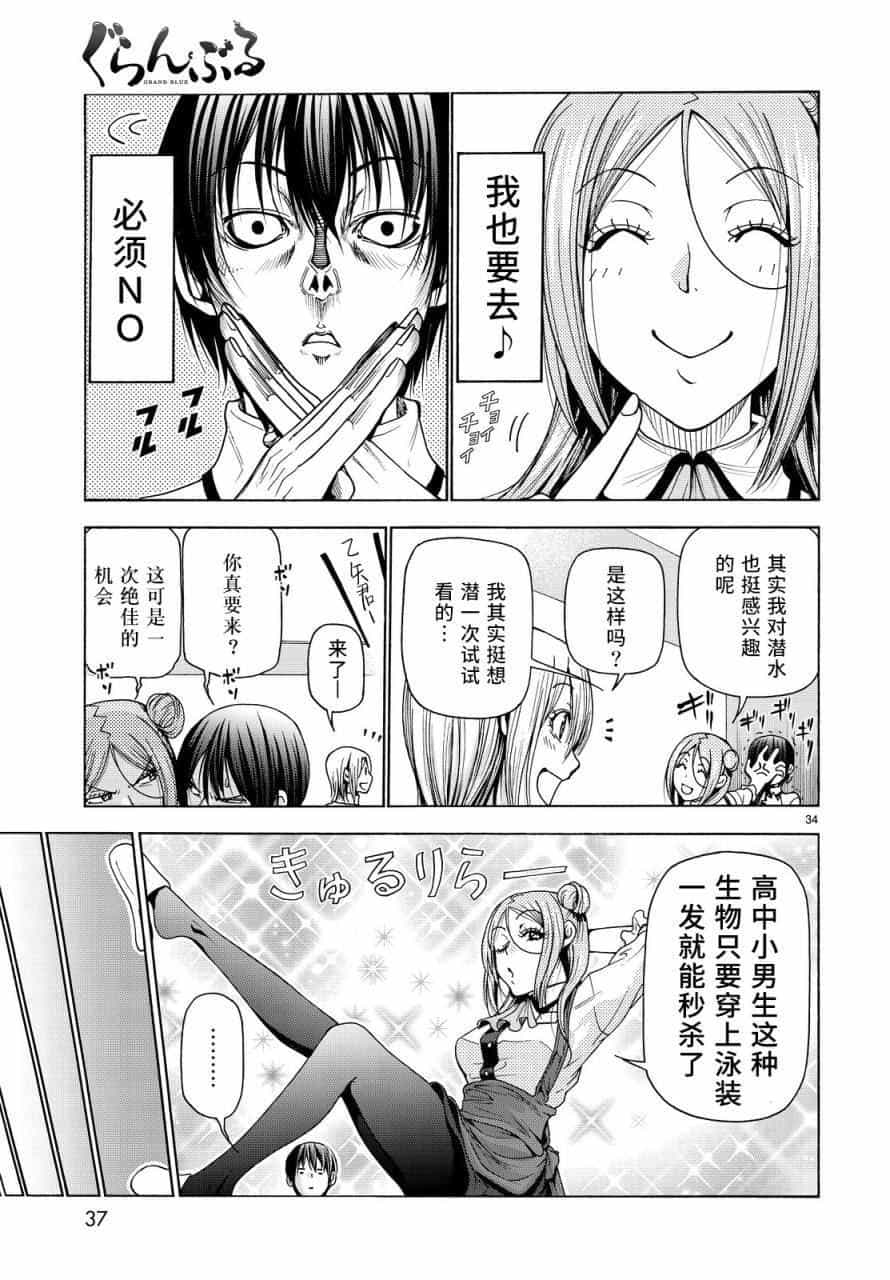 ぐらんぶる
GRAND BLUE
我也要去♪
チョイ
チョイ
必须NO
フル
フル
其实我对潜水
也挺感兴趣
的呢
是这样吗？
我其实挺想
潜一次试试
看的…
ギリ
ギリ
乙矢君ー
来了—
你真要来？
ボソ
这可是一
次绝佳的
机会
ボソ
34
高中小男生这种
生物只要穿上泳装
一发就能秒杀了
きゅるりらー
………
37